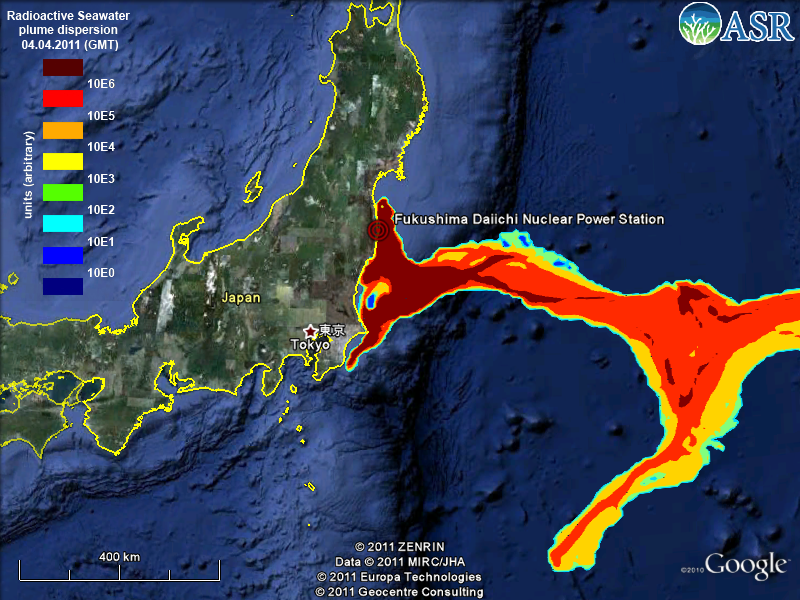 Radioactive Seawater
plume dispersion
04.04.2011 (GMT)
ASR
10E6
10E5
10E4
10E3
10E2
10E1
10E0
units (arbitrary)
Fukushima Daiichi Nuclear Power Station
Japan
東京
Tokyo
400 km
© 2011 ZENRIN
Data © 2011 MIRC/JHA
© 2011 Europa Technologies
© 2011 Geocentre Consulting
©2010 Google